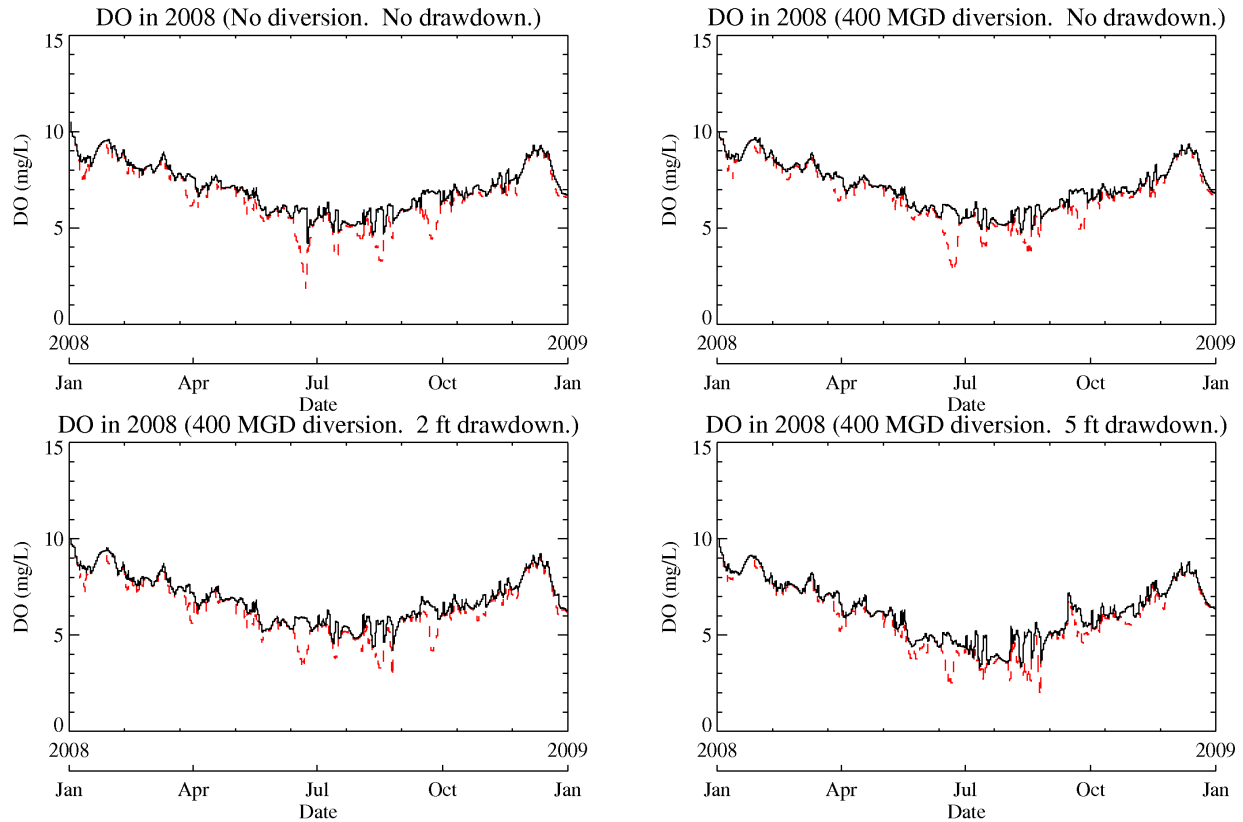 DO in 2008 (No diversion. No drawdown.)
15
10
5
0
DO (mg/L)
2008
2009
Jan
Apr
Jul
Oct
Jan
Date
DO in 2008 (400 MGD diversion. No drawdown.)
15
10
5
0
DO (mg/L)
2008
2009
Jan
Apr
Jul
Oct
Jan
Date
DO in 2008 (400 MGD diversion. 2 ft drawdown.)
15
10
5
0
DO (mg/L)
2008
2009
Jan
Apr
Jul
Oct
Jan
Date
DO in 2008 (400 MGD diversion. 5 ft drawdown.)
15
10
5
0
DO (mg/L)
2008
2009
Jan
Apr
Jul
Oct
Jan
Date